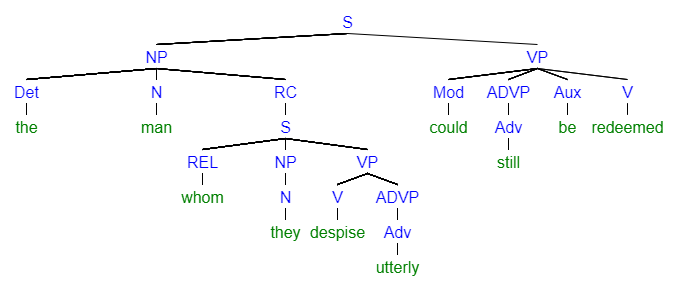 S
NP VP
Det N RC Mod ADVP Aux V
the man S could Adv be redeemed
REL NP VP still
whom N V ADVP
they despise Adv
utterly